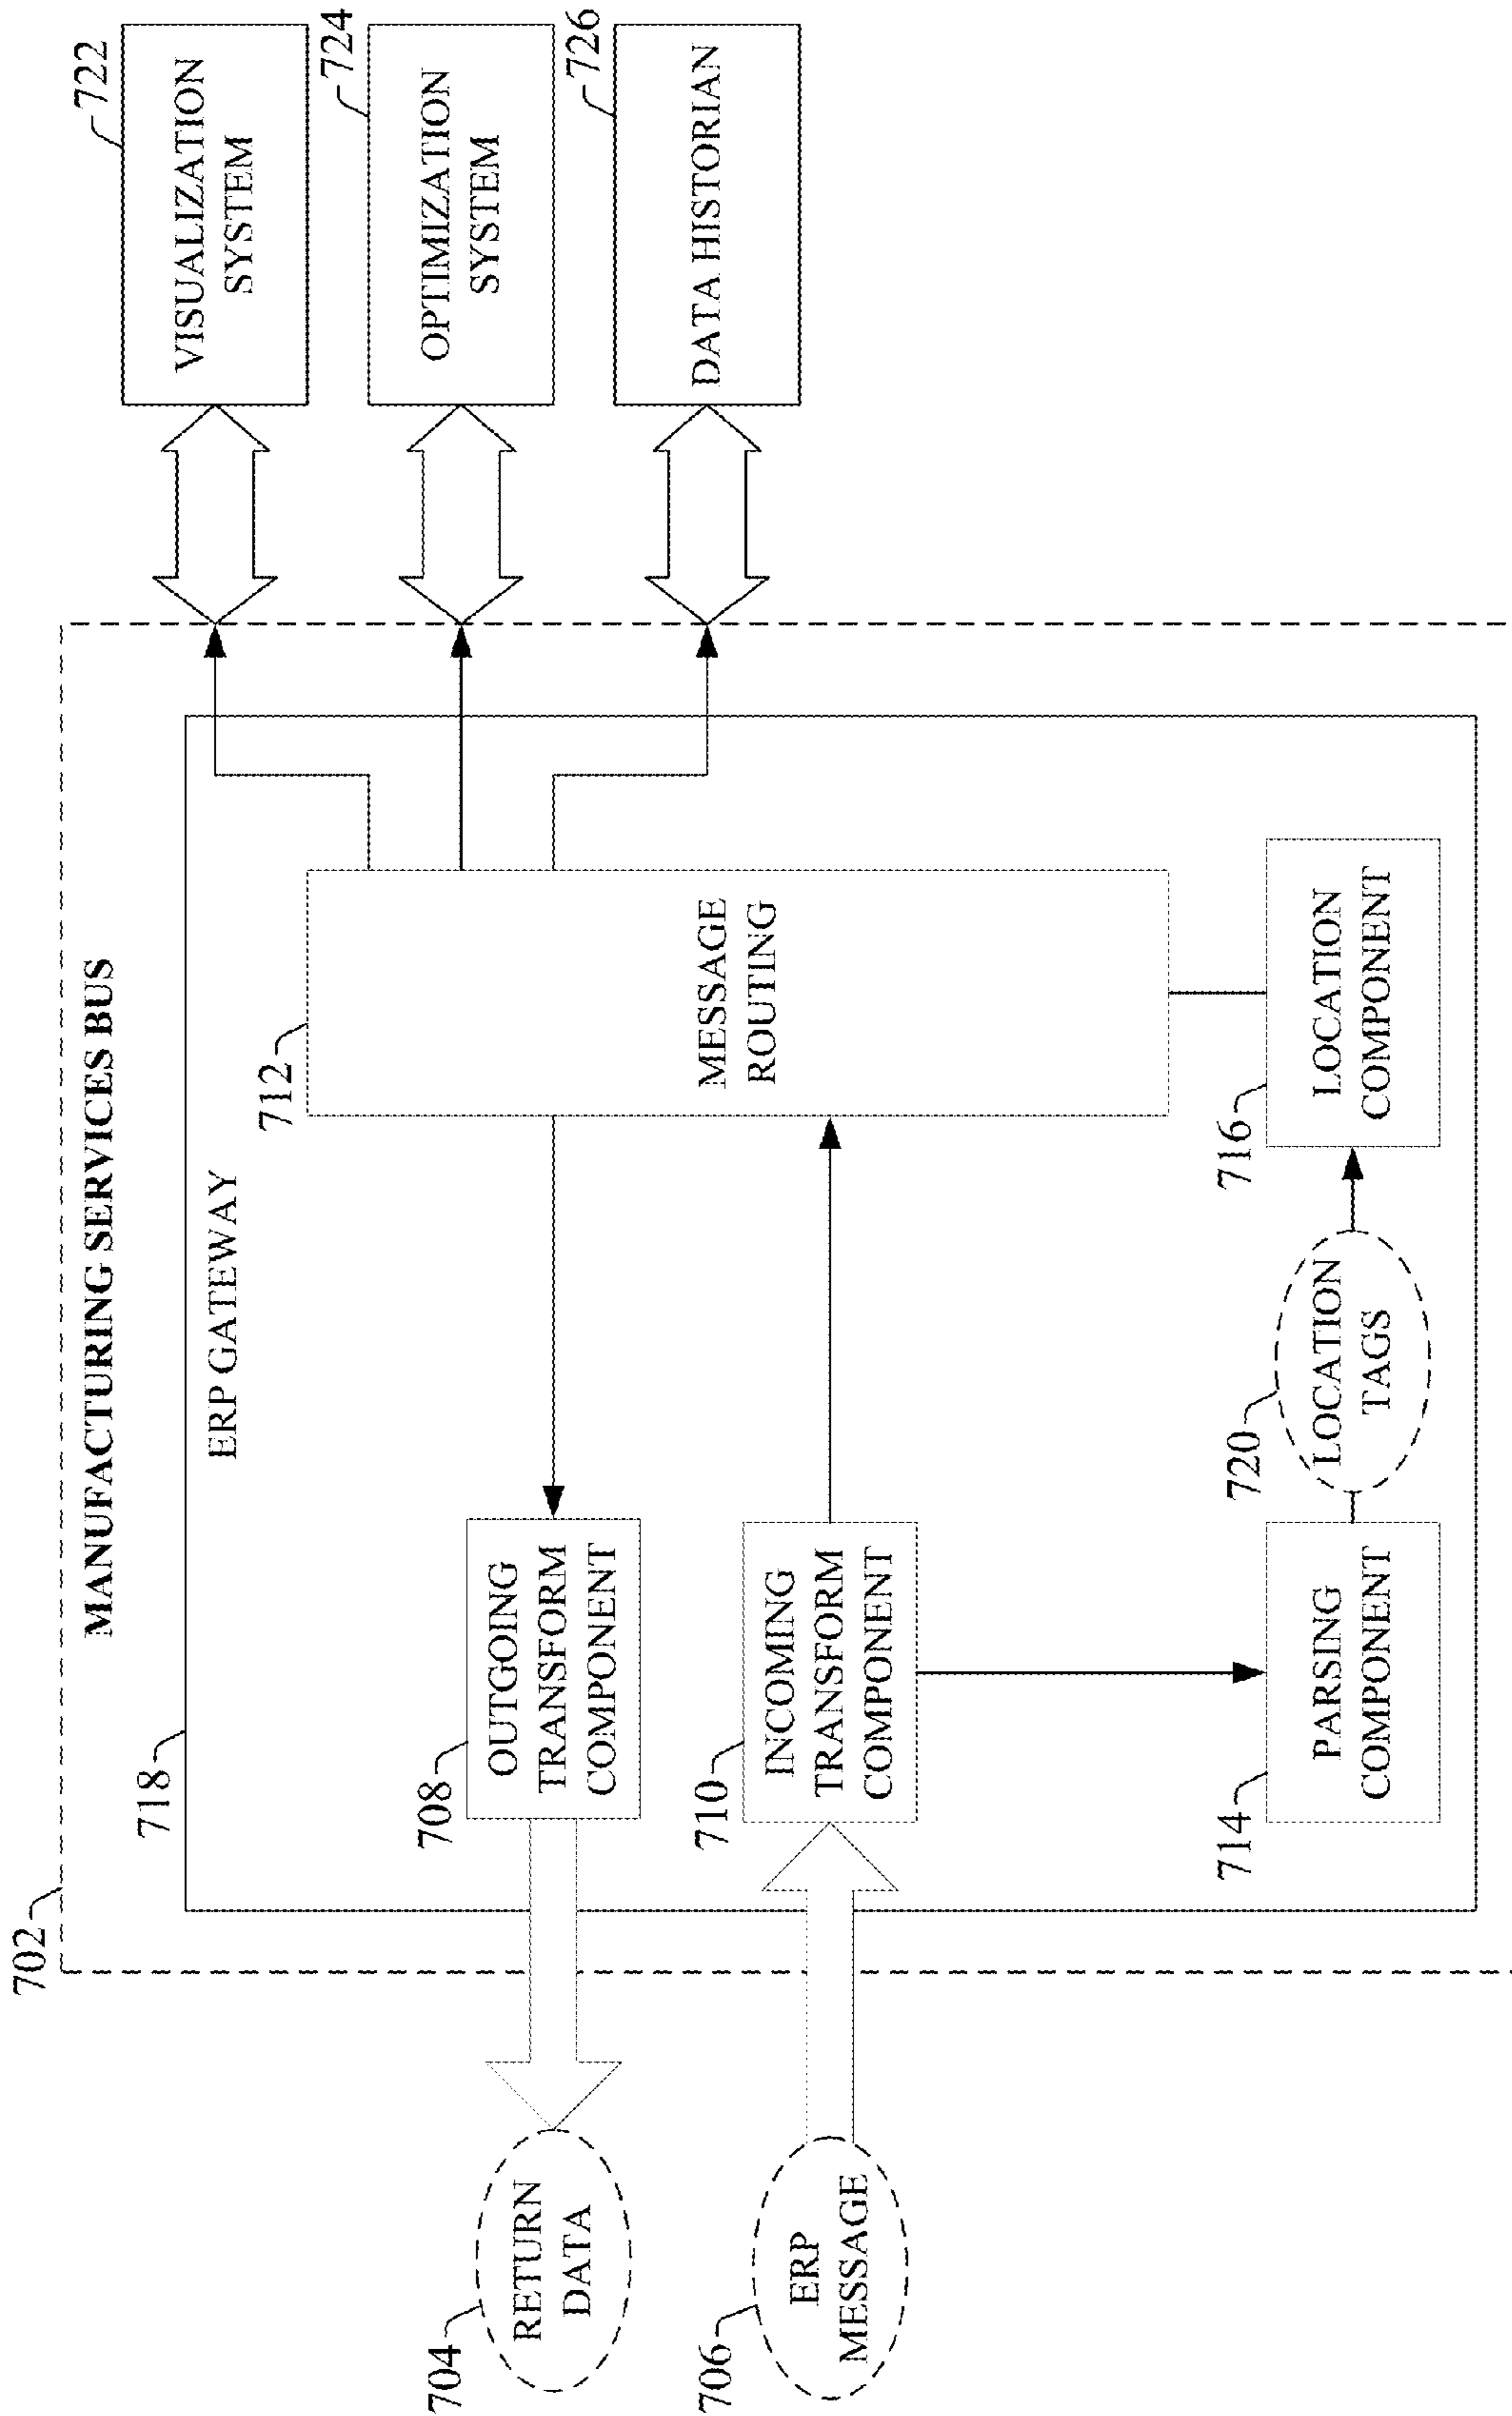 702
MANUFACTURING SERVICES BUS
718
ERP GATEWAY
704
RETURN
DATA
706
ERP
MESSAGE
708
OUTGOING
TRANSFORM
COMPONENT
710
INCOMING
TRANSFORM
COMPONENT
712
MESSAGE
ROUTING
714
PARSING
COMPONENT
720
LOCATION
TAGS
716
LOCATION
COMPONENT
722
VISUALIZATION
SYSTEM
724
OPTIMIZATION
SYSTEM
726
DATA HISTORIAN